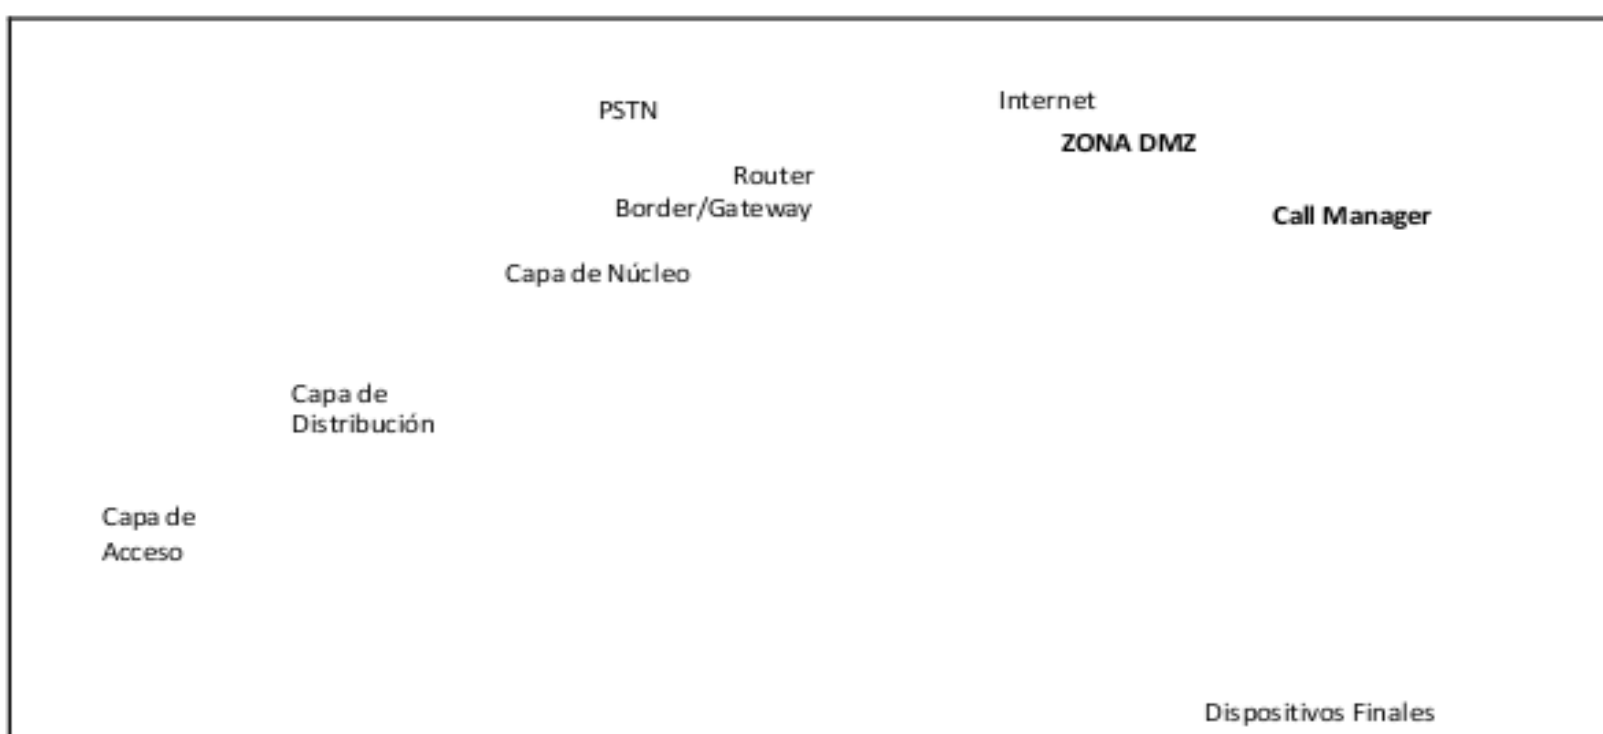 PSTN
Internet
ZONA DMZ
Router
Border/Gateway
Call Manager
Capa de Núcleo
Capa de
Distribución
Capa de
Acceso
Dispositivos Finales